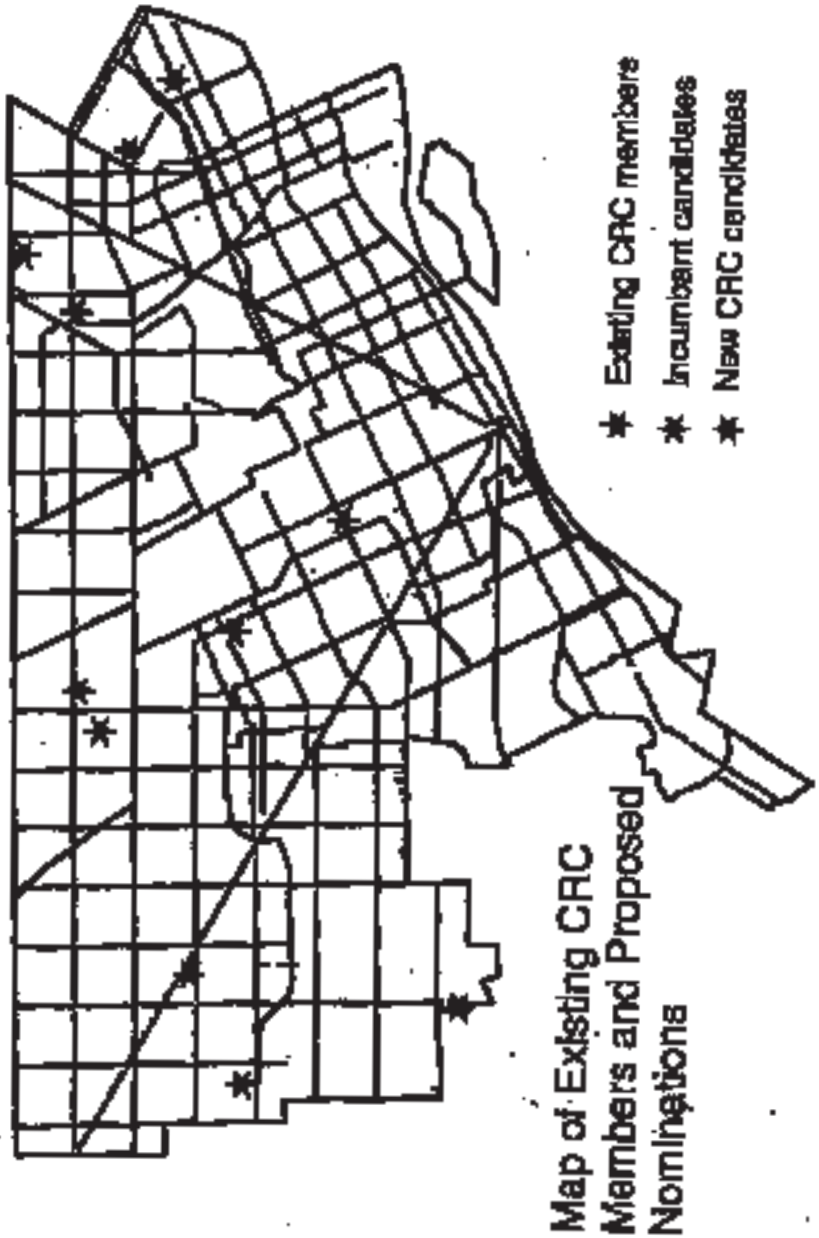 Map of Existing CRC
Members and Proposed
Nominations
Existing CRC members
Incumbent candidates
New CRC candidates